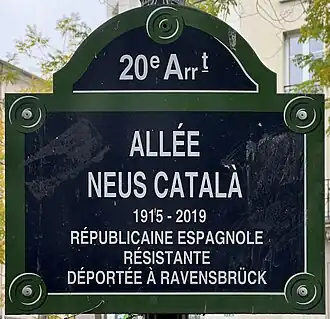 20e Arrt
ALLÉE
NEUS CATALÀ
1915 - 2019
RÉPUBLICAINE ESPAGNOLE
RÉSISTANTE
DÉPORTÉE À RAVENSBRÜCK